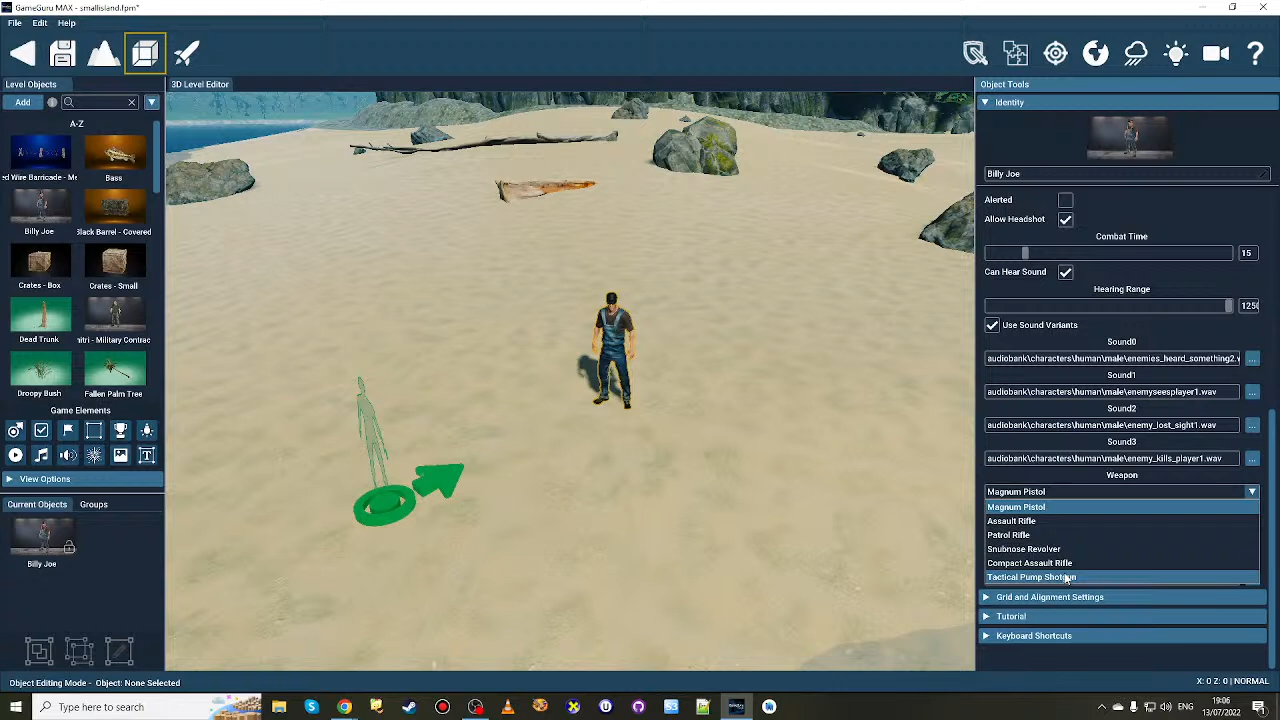 GameGuru MAX - smallisland.fpm*
File Edit Help
Level Objects
3D Level Editor
Object Tools
Add
Identity
A-Z
d Wire Barricade - Me
Bass
Billy Joe
Black Barrel - Covered
Crates - Box
Crates - Small
Dead Trunk
nitri - Military Contrac
Droopy Bush
Fallen Palm Tree
Game Elements
View Options
Current Objects
Groups
Billy Joe
Billy Joe
Alerted
Allow Headshot
Combat Time
15
Can Hear Sound
Hearing Range
Use Sound Variants
Sound0
audiobank\characters\human\male\enemies_heard_something2.v
...
Sound1
audiobank\characters\human\male\enemyseesplayer1.wav
...
Sound2
audiobank\characters\human\male\enemy_lost_sight1.wav
...
Sound3
audiobank\characters\human\male\enemy_kills_player1.wav
...
Weapon
Magnum Pistol
Magnum Pistol
Assault Rifle
Patrol Rifle
Snubnose Revolver
Compact Assault Rifle
Tactical Pump Shotgun
Grid and Alignment Settings
Tutorial
Keyboard Shortcuts
Object Editing Mode - Object: None Selected
X: 0 Z: 0 | NORMAL
Type here to search
19:06
13/07/2022